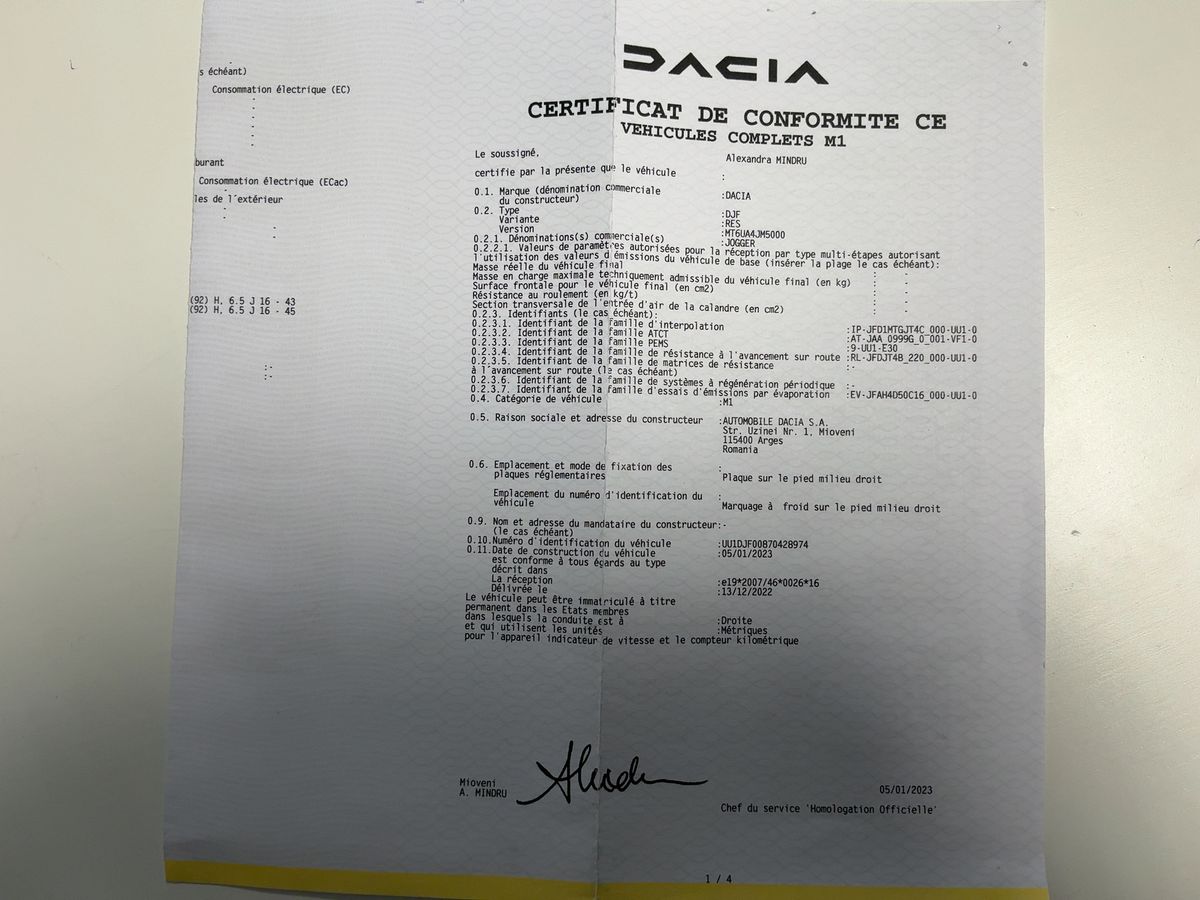 s échéant)
Consommation électrique (EC)
burant
Consommation électrique (ECac)
les de l'extérieur
(92) H, 6.5 J 16 - 43
(92) H, 6.5 J 16 - 45
DACIA
CERTIFICAT DE CONFORMITE CE
VEHICULES COMPLETS M1
Le soussigné, Alexandra MINDRU
certifie par la présente que le véhicule :
0.1. Marque (dénomination commerciale :DACIA
du constructeur)
0.2. Type :DJF
Variante :RES
Version :MT6UA4JM5000
0.2.1. Dénominations(s) commerciale(s) :JOGGER
0.2.2.1. Valeurs de paramètres autorisées pour la réception par type multi-étapes autorisant
l'utilisation des valeurs d'émissions du véhicule de base (insérer la plage le cas échéant):
Masse réelle du véhicule final : -
Masse en charge maximale techniquement admissible du véhicule final (en kg) : -
Surface frontale pour le véhicule final (en cm2) : -
Résistance au roulement (en kg/t) : -
Section transversale de l'entrée d'air de la calandre (en cm2) : -
0.2.3. Identifiants (le cas échéant):
0.2.3.1. Identifiant de la famille d'interpolation :IP-JFD1MTGJT4C_000-UU1-0
0.2.3.2. Identifiant de la famille ATCT :AT-JAA_0999G_0_001-VF1-0
0.2.3.3. Identifiant de la famille PEMS :9-UU1-E30
0.2.3.4. Identifiant de la famille de résistance à l'avancement sur route :RL-JFDJT4B_220_000-UU1-0
0.2.3.5. Identifiant de la famille de matrices de résistance :-
à l'avancement sur route (le cas échéant)
0.2.3.6. Identifiant de la famille de systèmes à régénération périodique :-
0.2.3.7. Identifiant de la famille d'essais d'émissions par évaporation :EV-JFAH4D50C16_000-UU1-0
0.4. Catégorie de véhicule :M1
0.5. Raison sociale et adresse du constructeur :AUTOMOBILE DACIA S.A.
Str. Uzinei Nr. 1, Mioveni
115400 Arges
Romania
0.6. Emplacement et mode de fixation des :
plaques réglementaires Plaque sur le pied milieu droit
Emplacement du numéro d'identification du :
véhicule Marquage à froid sur le pied milieu droit
0.9. Nom et adresse du mandataire du constructeur:-
(le cas échéant)
0.10.Numéro d'identification du véhicule :UU1DJF00870428974
0.11.Date de construction du véhicule :05/01/2023
est conforme à tous égards au type
décrit dans
La réception :e19*2007/46*0026*16
Délivrée le :13/12/2022
Le véhicule peut être immatriculé à titre
permanent dans les Etats membres
dans lesquels la conduite est à :Droite
et qui utilisent les unités :Métriques
pour l'appareil indicateur de vitesse et le compteur kilométrique
Mioveni
A. MINDRU
05/01/2023
Chef du service 'Homologation Officielle'
1 / 4